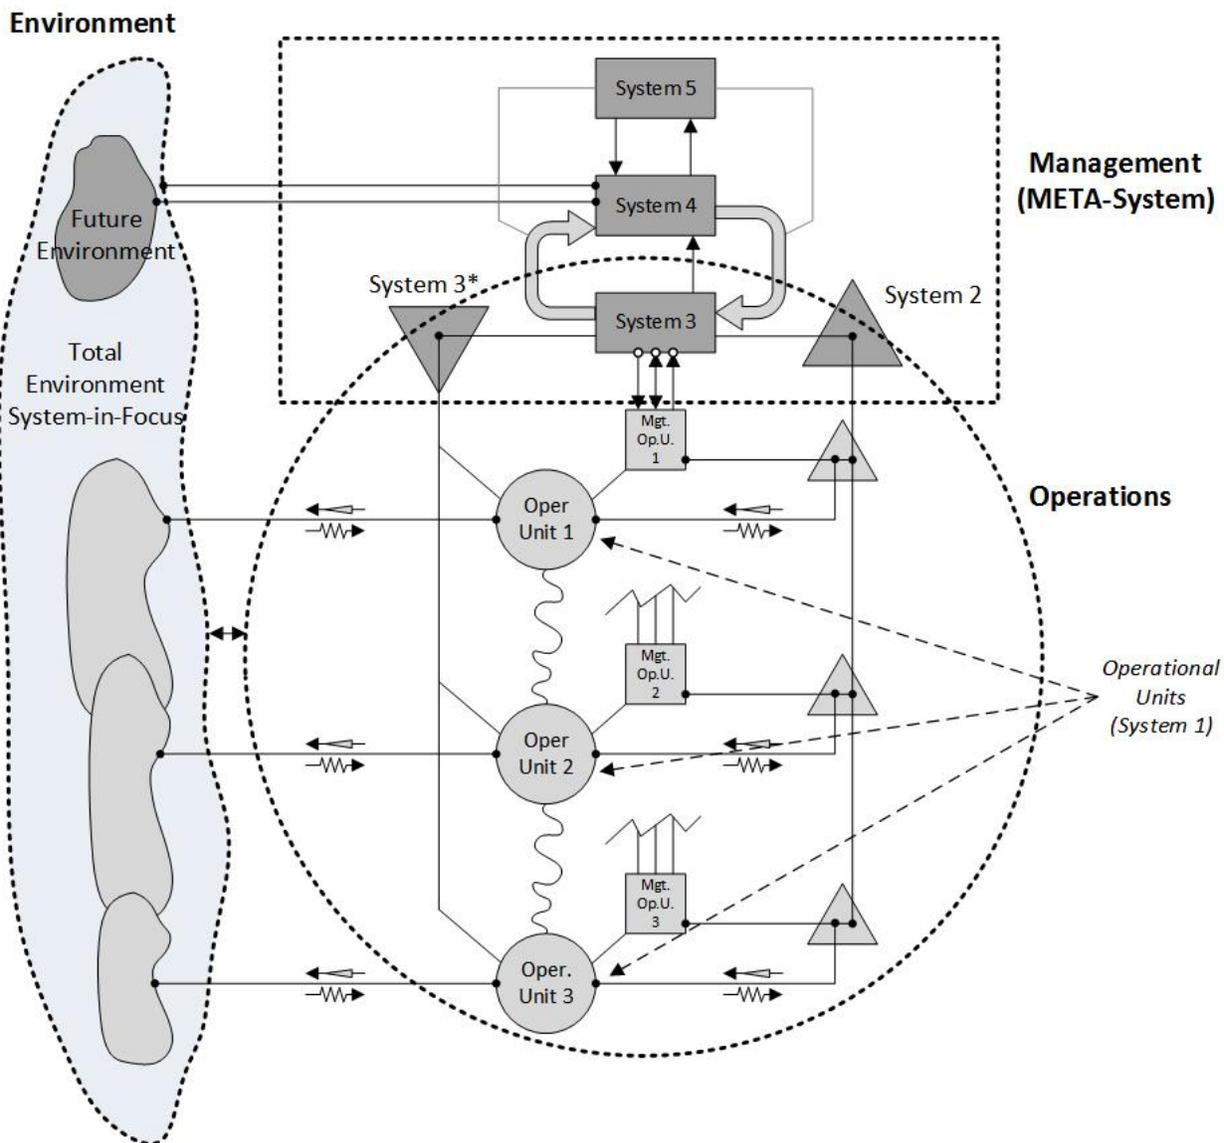 Environment
System 5
Management
(META-System)
System 4
Future
Environment
System 3*
System 2
System 3
Total
Environment
System-in-Focus
Mgt.
Op.U.
1
Oper
Unit 1
Operations
Mgt.
Op.U.
2
Operational
Units
(System 1)
Oper
Unit 2
Mgt.
Op.U.
3
Oper.
Unit 3